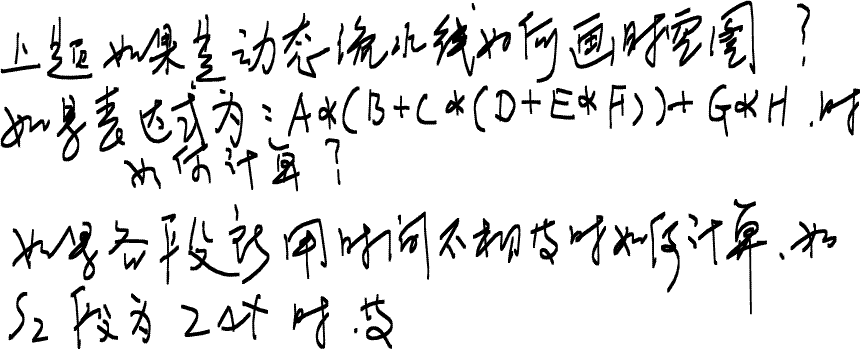 上题如果是动态流水线如何画时空图？
如果表达式为：A*(B+C*(D+E*F))+G*H.时
如何计算？
如果各段所用时间不相等时如何计算.如
S2段为2Δt时.等